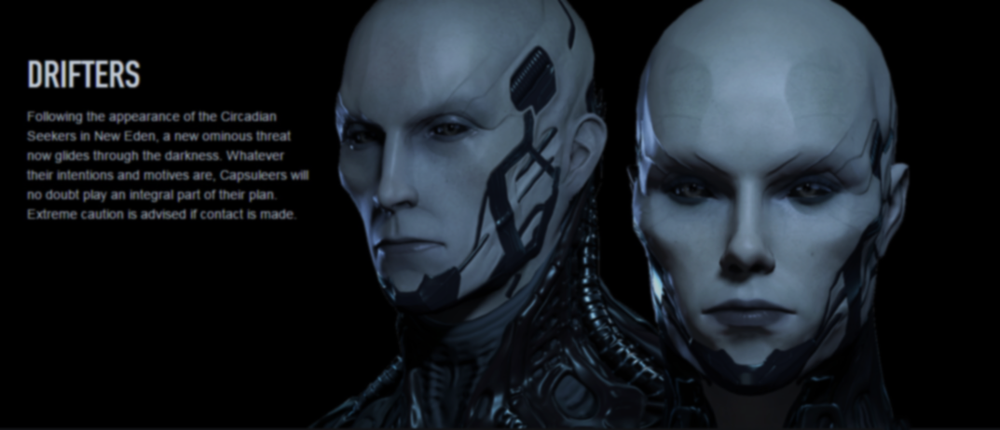 DRIFTERS
Following the appearance of the Circadian
Seekers in New Eden, a new ominous threat
now glides through the darkness. Whatever
their intentions and motives are, Capsuleers will
no doubt play an integral part of their plan.
Extreme caution is advised if contact is made.